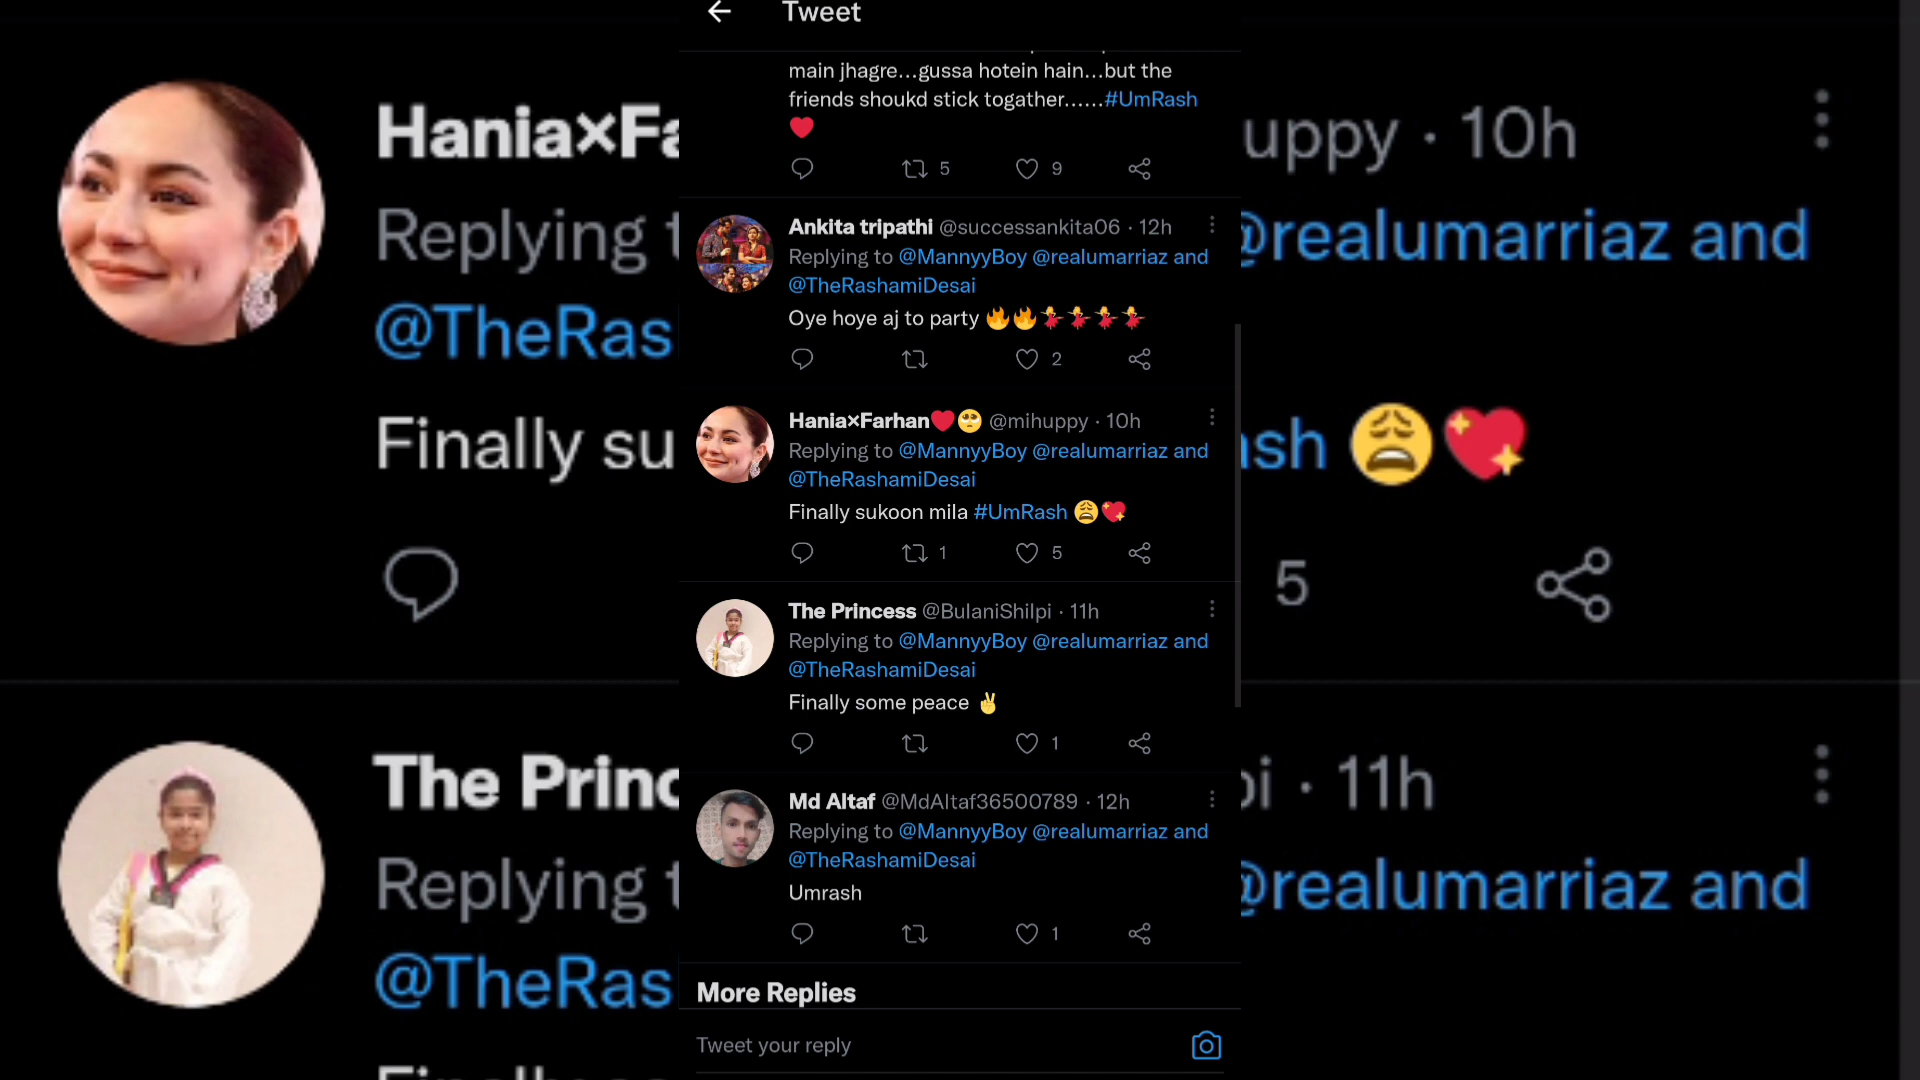 Tweet
main jhagre...gussa hotein hain...but the
friends shoukd stick togather......#UmRash
❤️
5 9
Ankita tripathi @successankita06 · 12h
Replying to @MannyyBoy @realumarriaz and
@TheRashamiDesai
Oye hoye aj to party 🔥🔥💃💃💃💃
2
Hania×Farhan❤️🥺 @mihuppy · 10h
Replying to @MannyyBoy @realumarriaz and
@TheRashamiDesai
Finally sukoon mila #UmRash 😩💖
1 5
The Princess @BulaniShilpi · 11h
Replying to @MannyyBoy @realumarriaz and
@TheRashamiDesai
Finally some peace ✌️
1
Md Altaf @MdAltaf36500789 · 12h
Replying to @MannyyBoy @realumarriaz and
@TheRashamiDesai
Umrash
1
More Replies
Tweet your reply
Hania×Fa
uppy · 10h
Replying t
@realumarriaz and
@TheRas
Finally su
ash 😩💖
5
The Princ
pi · 11h
Replying t
@realumarriaz and
@TheRas